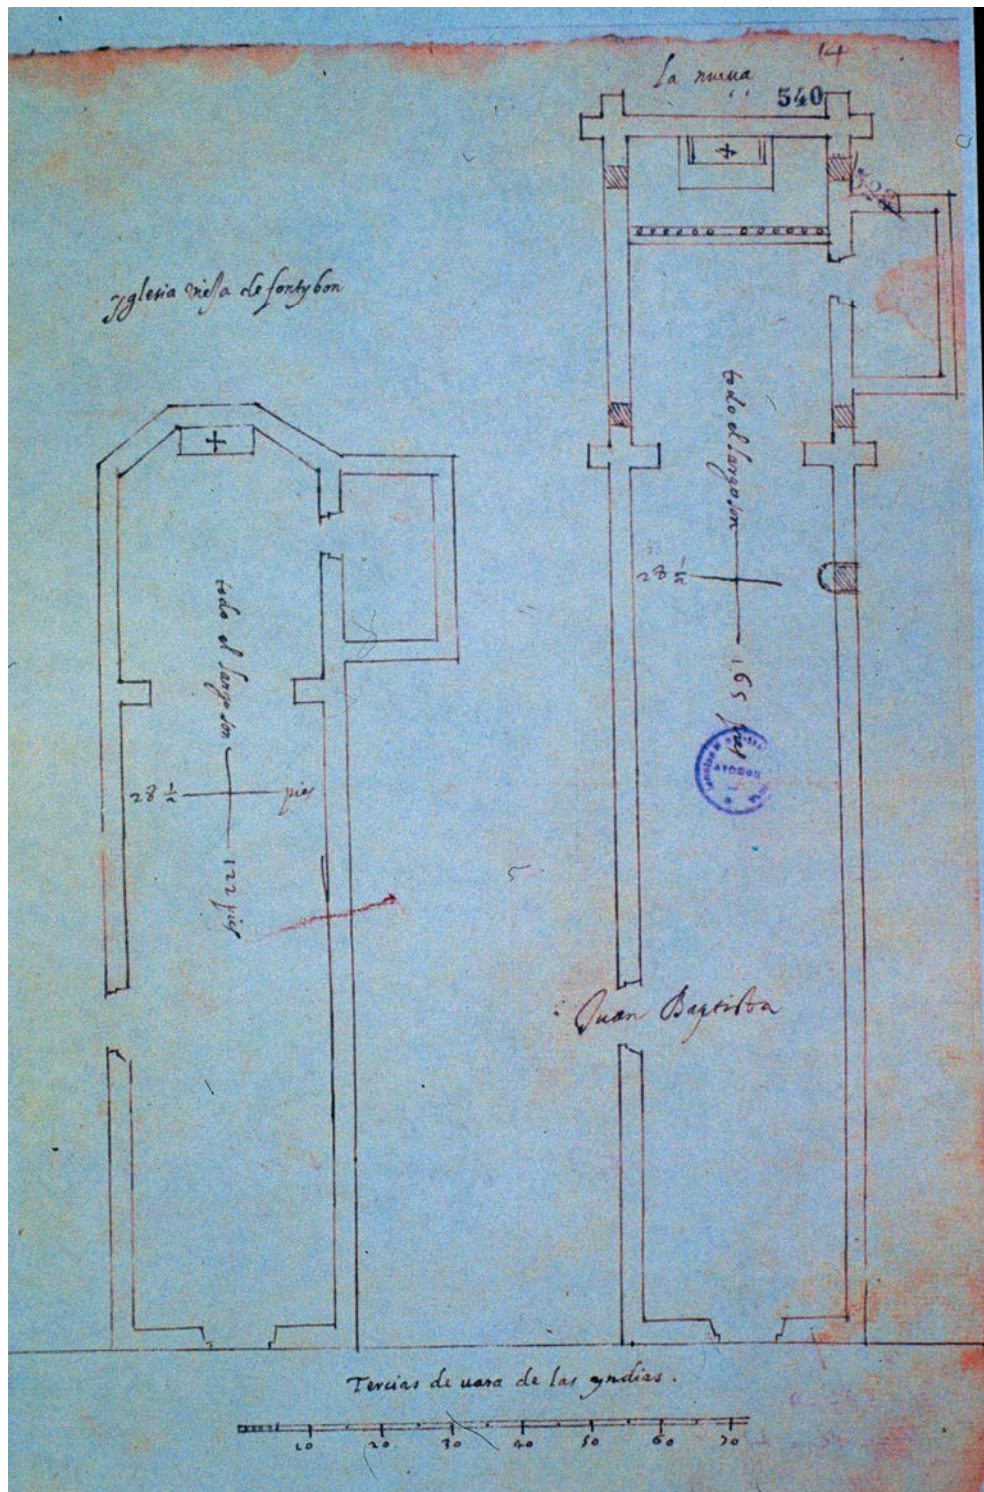 14
la nueua
540
yglesia vieja de fontybon
todo el largo son
28 ½
165 pies
todo el largo son
28 ½ pies
122 pies
Juan Baptista
Tercias de uara de las yndias.
10 20 30 40 50 60 70